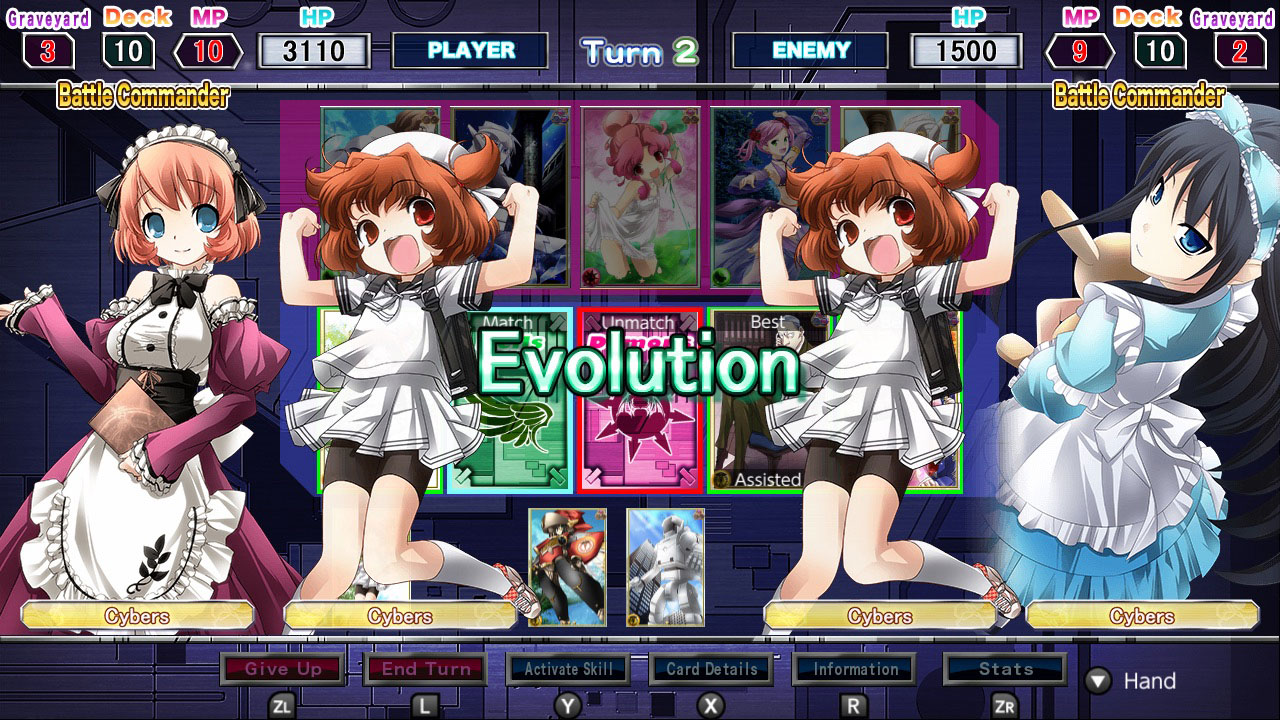 Graveyard Deck MP HP
3 10 10 3110 PLAYER
Turn 2
HP MP Deck Graveyard
ENEMY 1500 9 10 2
Battle Commander
Battle Commander
Match
Unmatch
Best
Evolution
Assisted
Cybers
Cybers
Cybers
Cybers
Give Up
End Turn
Activate Skill
Card Details
Information
Stats
Hand
ZL
L
Y
X
R
ZR